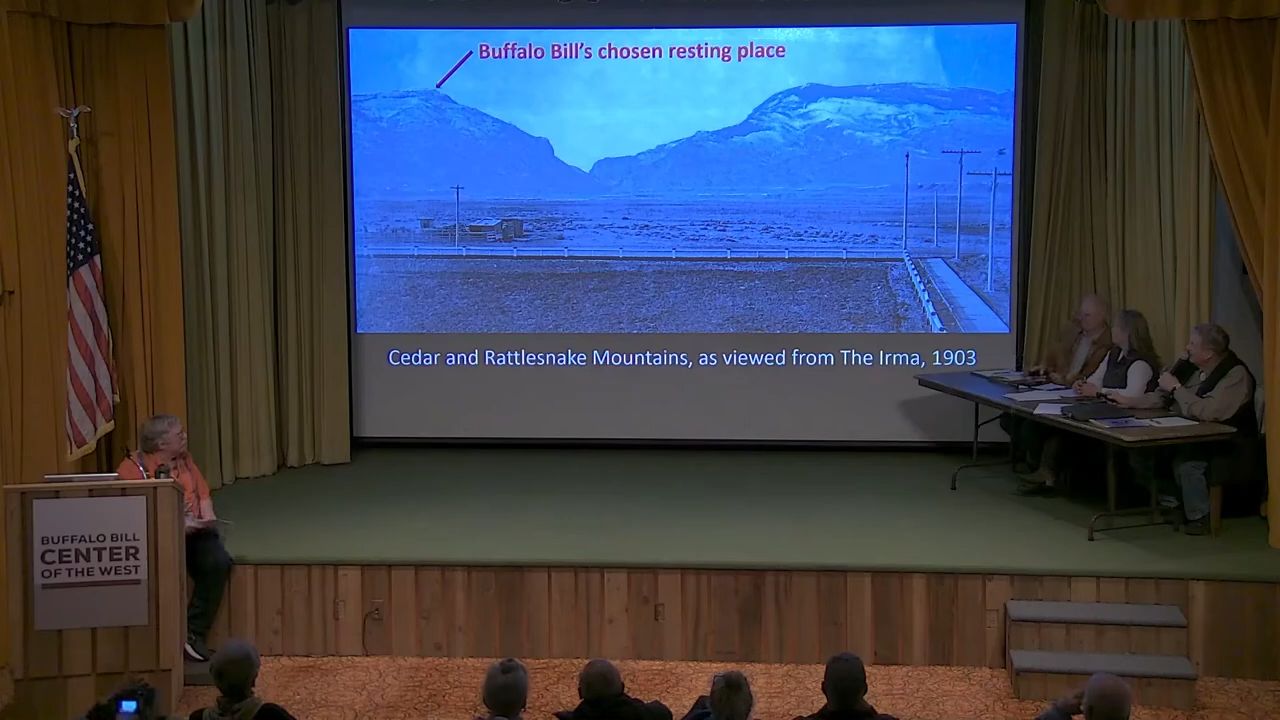 Buffalo Bill's chosen resting place
Cedar and Rattlesnake Mountains, as viewed from The Irma, 1903
BUFFALO BILL
CENTER
OF THE WEST